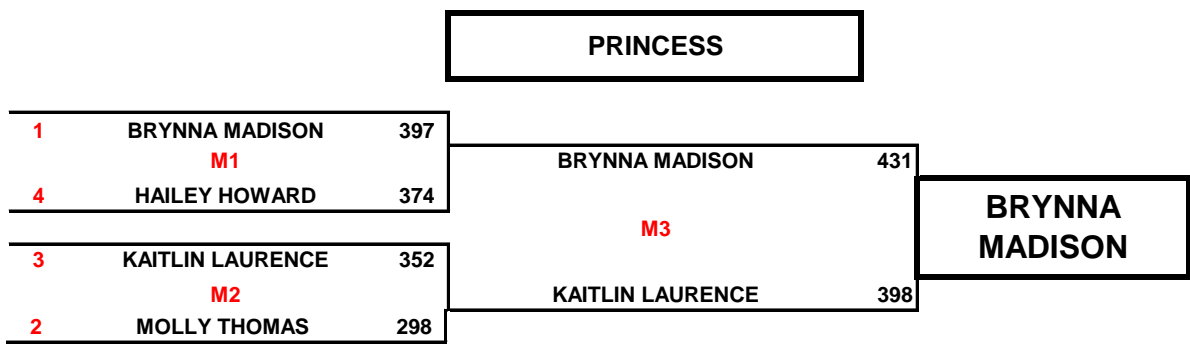 PRINCESS
1 BRYNNA MADISON 397
M1
4 HAILEY HOWARD 374
3 KAITLIN LAURENCE 352
M2
2 MOLLY THOMAS 298
BRYNNA MADISON 431
M3
KAITLIN LAURENCE 398
BRYNNA
MADISON